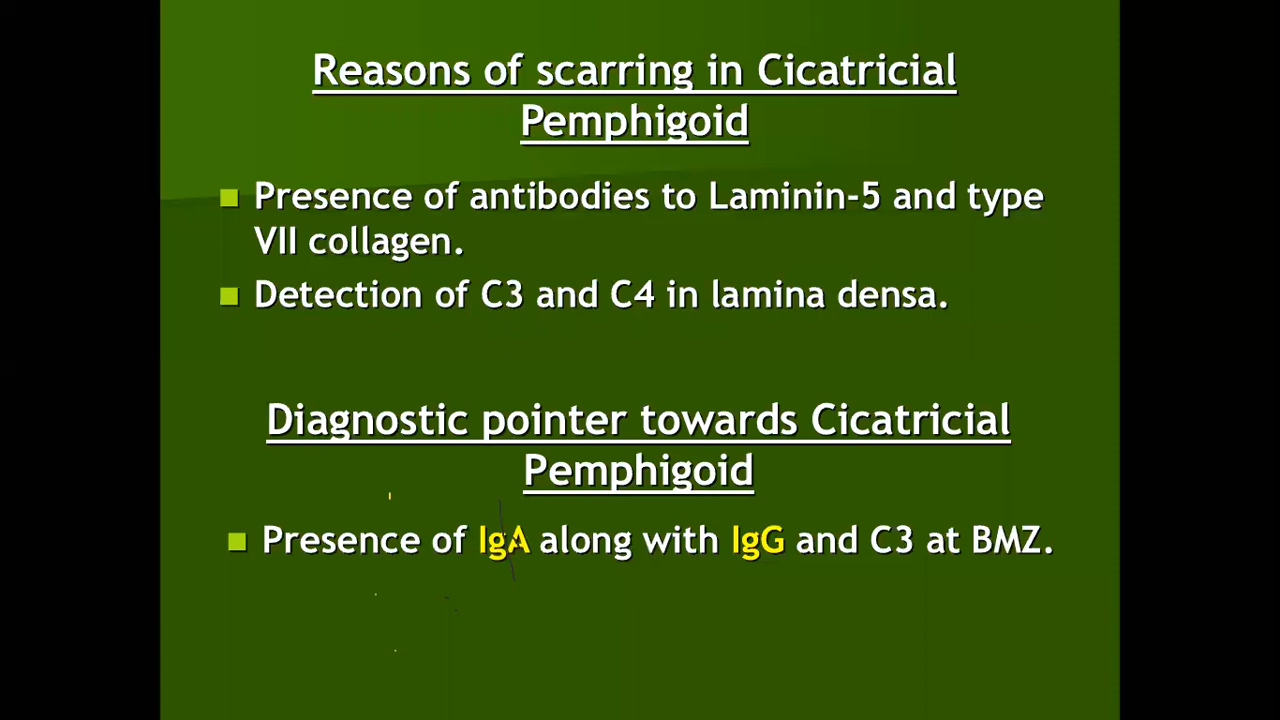 Reasons of scarring in Cicatricial
Pemphigoid
Presence of antibodies to Laminin-5 and type
VII collagen.
Detection of C3 and C4 in lamina densa.
Diagnostic pointer towards Cicatricial
Pemphigoid
Presence of IgA along with IgG and C3 at BMZ.